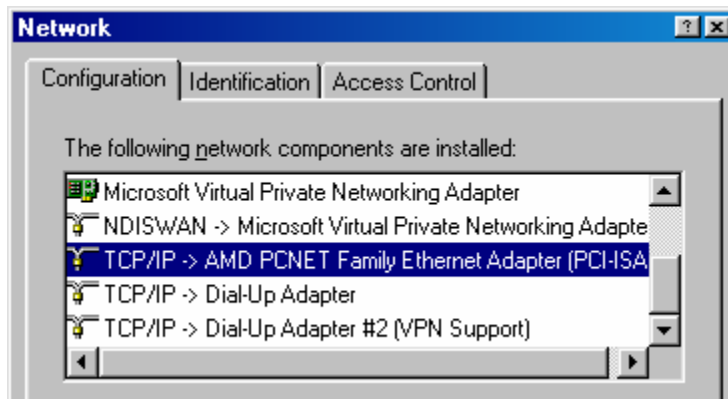 Network
Configuration Identification Access Control
The following network components are installed:
Microsoft Virtual Private Networking Adapter
NDISWAN -> Microsoft Virtual Private Networking Adapte
TCP/IP -> AMD PCNET Family Ethernet Adapter (PCI-ISA
TCP/IP -> Dial-Up Adapter
TCP/IP -> Dial-Up Adapter #2 (VPN Support)